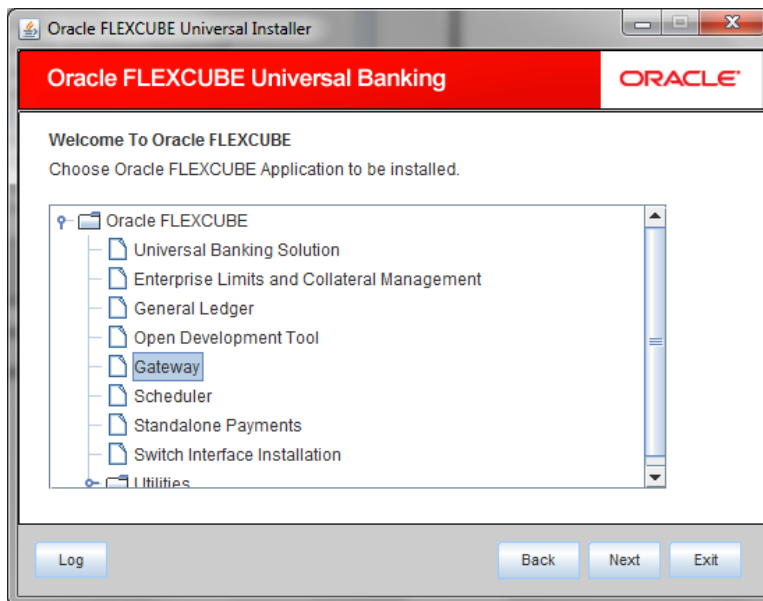 Oracle FLEXCUBE Universal Installer
Oracle FLEXCUBE Universal Banking
ORACLE
Welcome To Oracle FLEXCUBE
Choose Oracle FLEXCUBE Application to be installed.
Oracle FLEXCUBE
Universal Banking Solution
Enterprise Limits and Collateral Management
General Ledger
Open Development Tool
Gateway
Scheduler
Standalone Payments
Switch Interface Installation
Utilities
Log
Back
Next
Exit